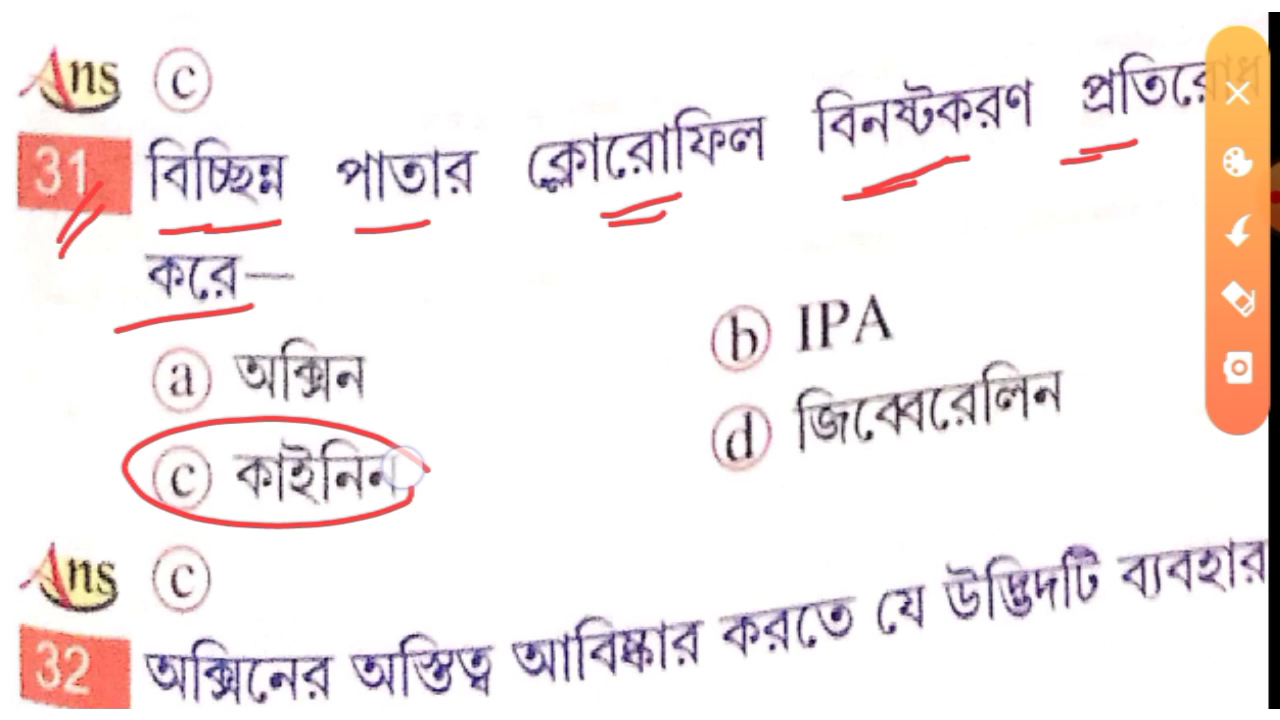 Ans ⓒ
31 বিচ্ছিন্ন পাতার ক্লোরোফিল বিনষ্টকরণ প্রতিরোধ
করে—
ⓐ অক্সিন ⓑ IPA
ⓒ কাইনিন ⓓ জিব্বেরেলিন
Ans ⓒ
32 অক্সিনের অস্তিত্ব আবিষ্কার করতে যে উদ্ভিদটি ব্যবহার